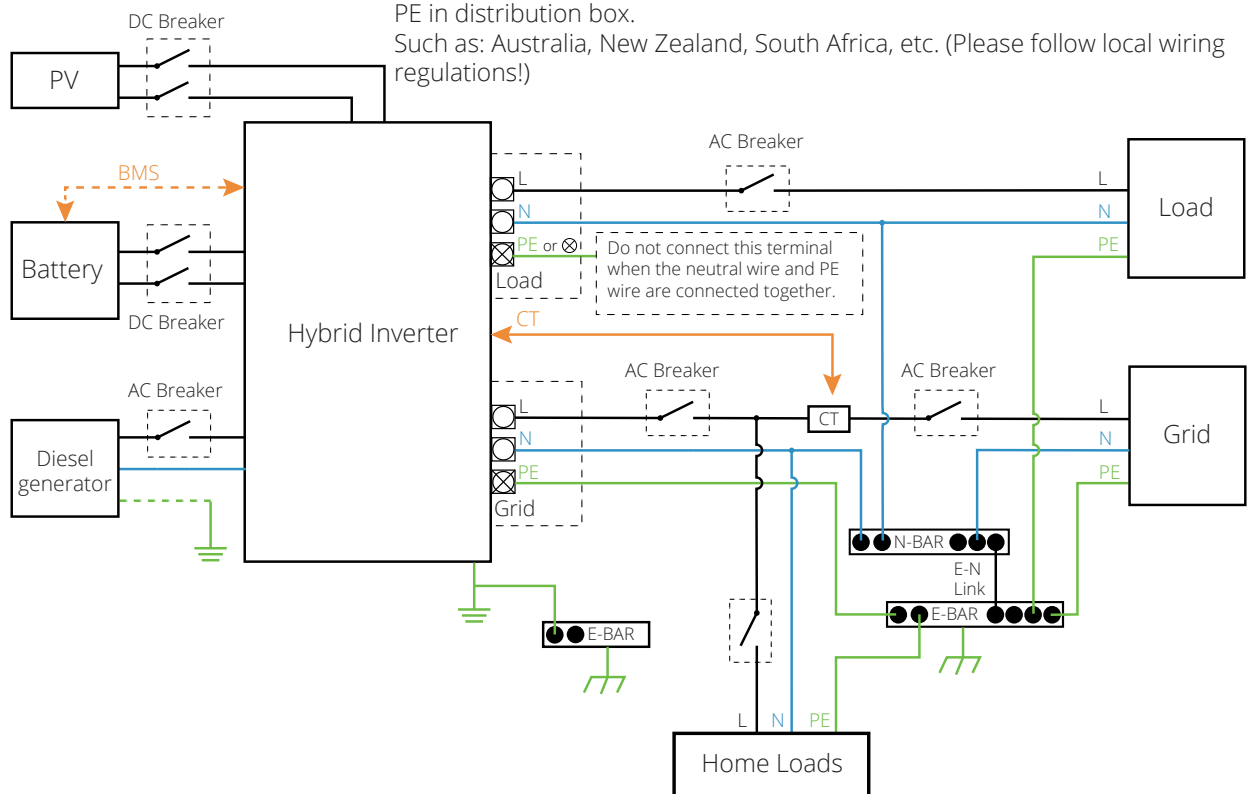 PE in distribution box.
Such as: Australia, New Zealand, South Africa, etc. (Please follow local wiring
regulations!)
DC Breaker
PV
BMS
Battery
DC Breaker
AC Breaker
Diesel
generator
Hybrid Inverter
L
N
PE or ⊗
Load
Do not connect this terminal
when the neutral wire and PE
wire are connected together.
AC Breaker
L
N
PE
Load
CT
AC Breaker
CT
AC Breaker
L
N
PE
Grid
L
N
PE
Grid
N-BAR
E-N
Link
E-BAR
E-BAR
L
N
PE
Home Loads